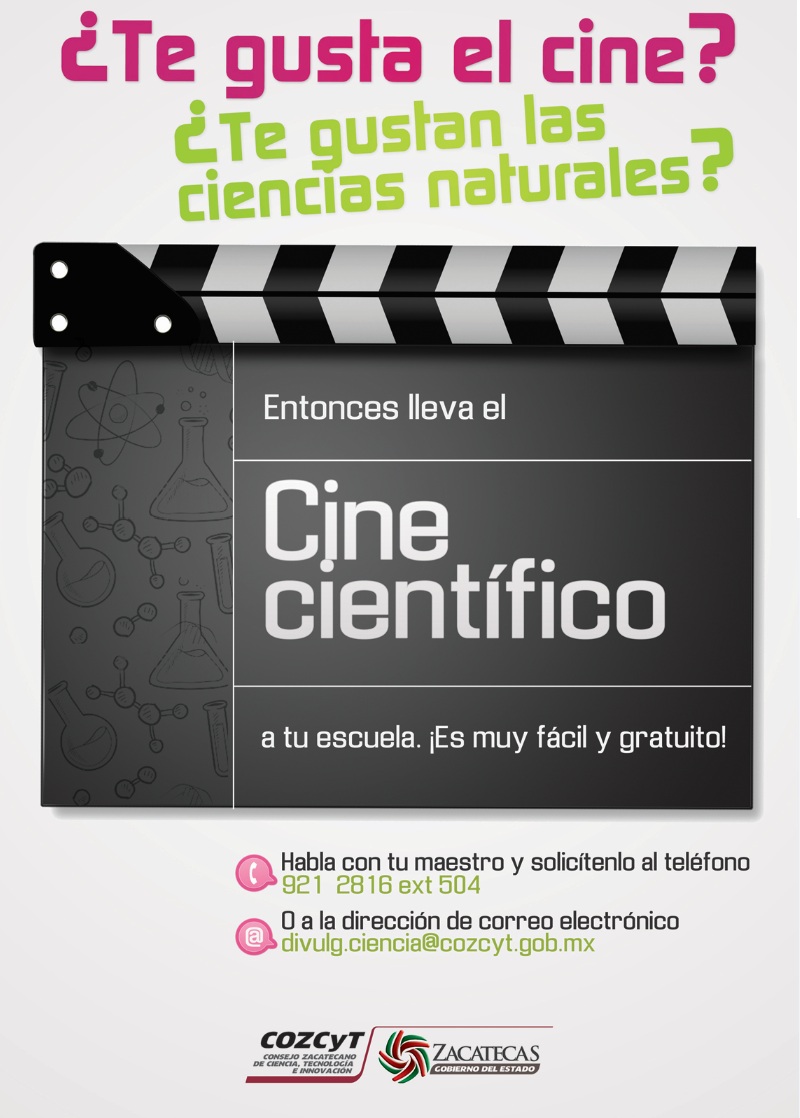 ¿Te gusta el cine?
¿Te gustan las
ciencias naturales?
Entonces lleva el
Cine
científico
a tu escuela. ¡Es muy fácil y gratuito!
Habla con tu maestro y solicítenlo al teléfono
921 2816 ext 504
@
O a la dirección de correo electrónico
divulg.ciencia@cozcyt.gob.mx
COZCyT
CONSEJO ZACATECANO
DE CIENCIA, TECNOLOGÍA
E INNOVACIÓN
ZACATECAS
GOBIERNO DEL ESTADO